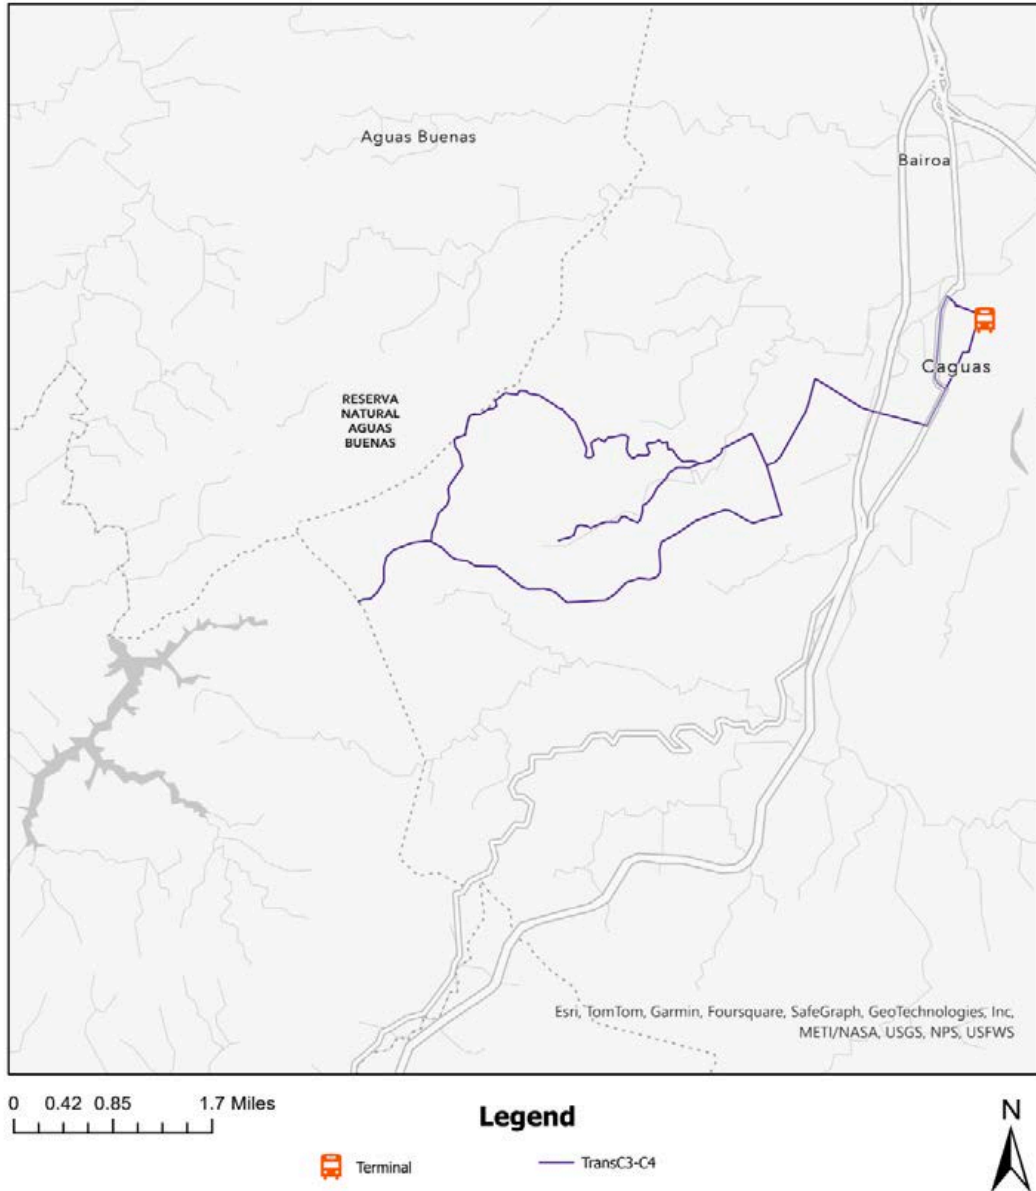 Aguas Buenas
Bairoa
Caguas
RESERVA
NATURAL
AGUAS
BUENAS
Esri, TomTom, Garmin, Foursquare, SafeGraph, GeoTechnologies, Inc,
METI/NASA, USGS, NPS, USFWS
0 0.42 0.85 1.7 Miles
Legend
N
Terminal
TransC3-C4